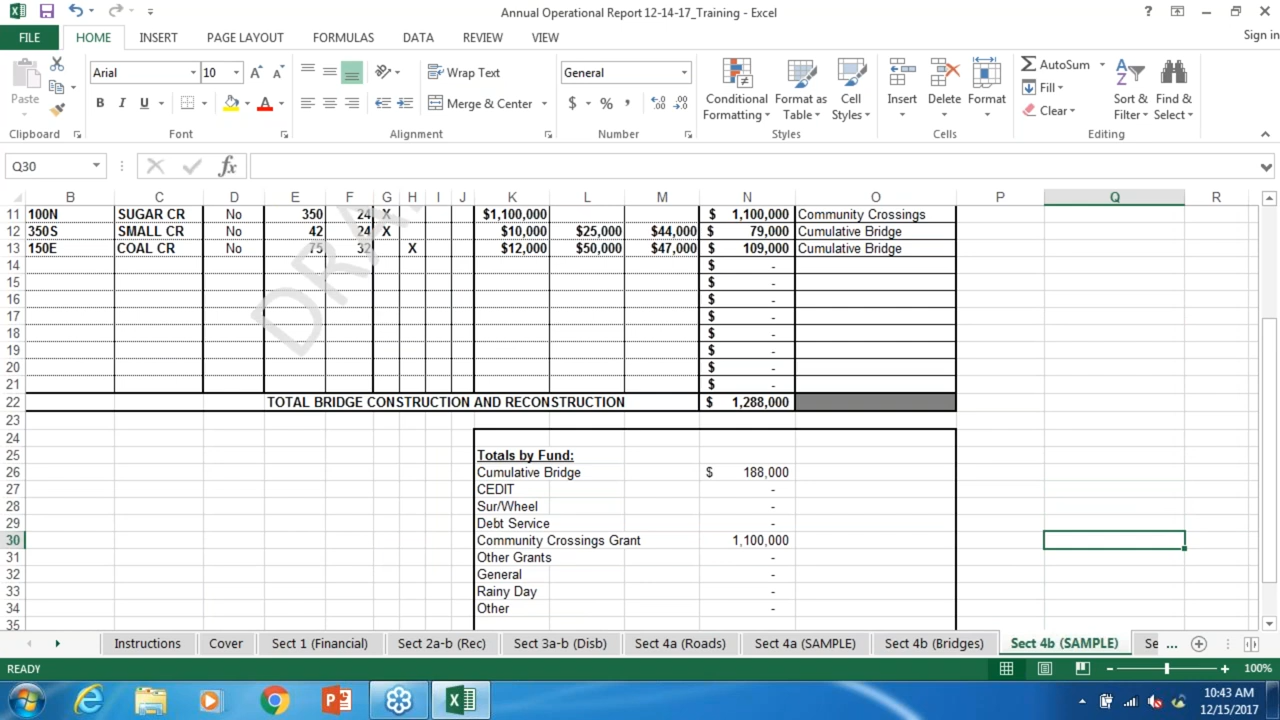 Annual Operational Report 12-14-17_Training - Excel
FILE HOME INSERT PAGE LAYOUT FORMULAS DATA REVIEW VIEW Sign in
Arial 10 Wrap Text General AutoSum
Paste B I U Merge & Center $ % Conditional Formatting Format as Table Cell Styles Insert Delete Format Fill Clear Sort & Filter Find & Select
Clipboard Font Alignment Number Styles Cells Editing
Q30 fx
B C D E F G H I J K L M N O P Q R
11 100N SUGAR CR No 350 24 X $1,100,000 $ 1,100,000 Community Crossings
12 350S SMALL CR No 42 24 X $10,000 $25,000 $44,000 $ 79,000 Cumulative Bridge
13 150E COAL CR No 75 32 X $12,000 $50,000 $47,000 $ 109,000 Cumulative Bridge
14 $ -
15 $ -
16 $ -
17 $ -
18 $ -
19 $ -
20 $ -
21 $ -
22 TOTAL BRIDGE CONSTRUCTION AND RECONSTRUCTION $ 1,288,000
23
24
25 Totals by Fund:
26 Cumulative Bridge $ 188,000
27 CEDIT -
28 Sur/Wheel -
29 Debt Service -
30 Community Crossings Grant 1,100,000
31 Other Grants -
32 General -
33 Rainy Day -
34 Other -
35
Instructions Cover Sect 1 (Financial) Sect 2a-b (Rec) Sect 3a-b (Disb) Sect 4a (Roads) Sect 4a (SAMPLE) Sect 4b (Bridges) Sect 4b (SAMPLE) Se ...
READY 100%
10:43 AM
12/15/2017